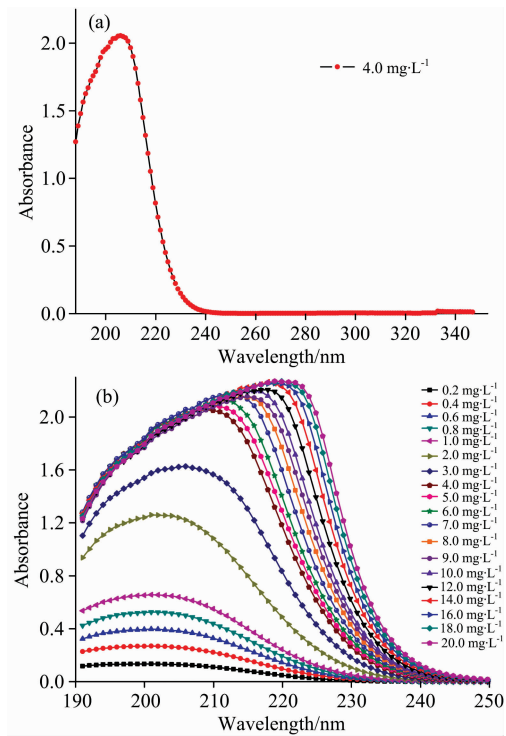 (a)
4.0 mg·L-1
2.0
1.5
1.0
0.5
0.0
Absorbance
200 220 240 260 280 300 320 340
Wavelength/nm
(b)
2.0
1.6
1.2
0.8
0.4
0.0
Absorbance
0.2 mg·L-1
0.4 mg·L-1
0.6 mg·L-1
0.8 mg·L-1
1.0 mg·L-1
2.0 mg·L-1
3.0 mg·L-1
4.0 mg·L-1
5.0 mg·L-1
6.0 mg·L-1
7.0 mg·L-1
8.0 mg·L-1
9.0 mg·L-1
10.0 mg·L-1
12.0 mg·L-1
14.0 mg·L-1
16.0 mg·L-1
18.0 mg·L-1
20.0 mg·L-1
190 200 210 220 230 240 250
Wavelength/nm